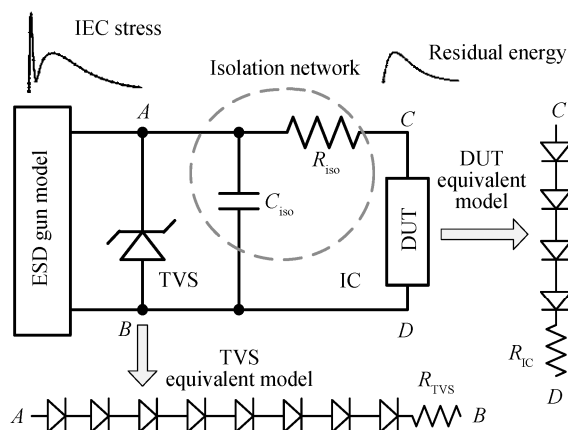 IEC stress
Residual energy
Isolation network
A
C
C
R_iso
DUT
equivalent
model
ESD gun model
C_iso
DUT
TVS
IC
B
D
R_IC
TVS
equivalent model
R_TVS
D
A
B